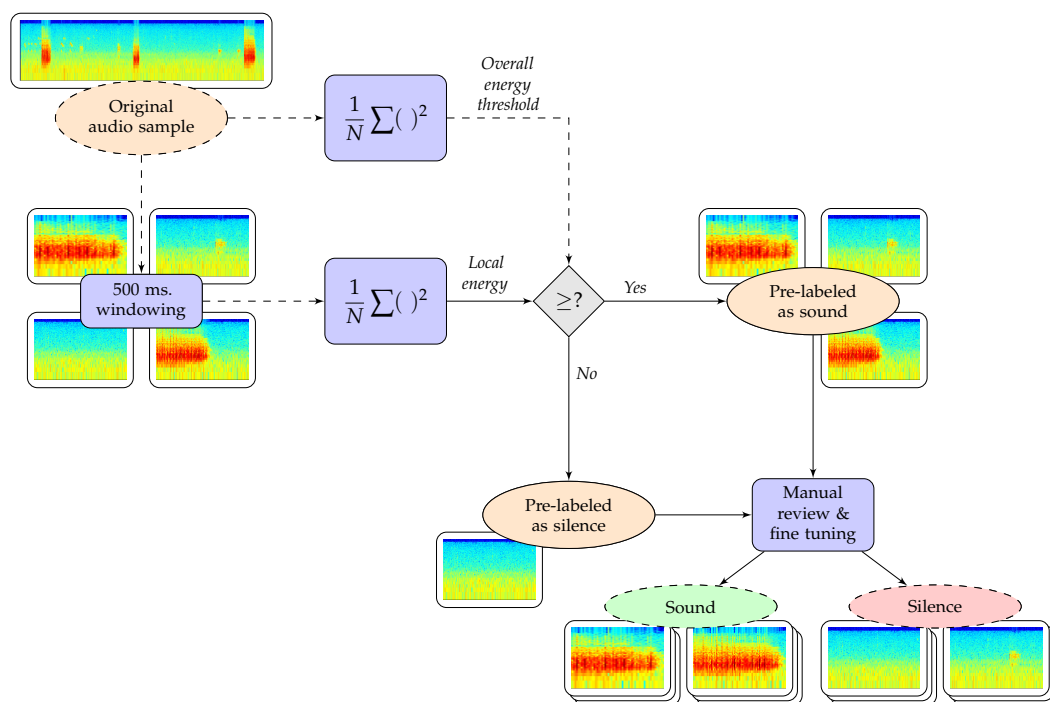 Original
audio sample
1/N ∑( )²
Overall
energy
threshold
500 ms.
windowing
1/N ∑( )²
Local
energy
≥?
Yes
Pre-labeled
as sound
No
Pre-labeled
as silence
Manual
review &
fine tuning
Sound
Silence